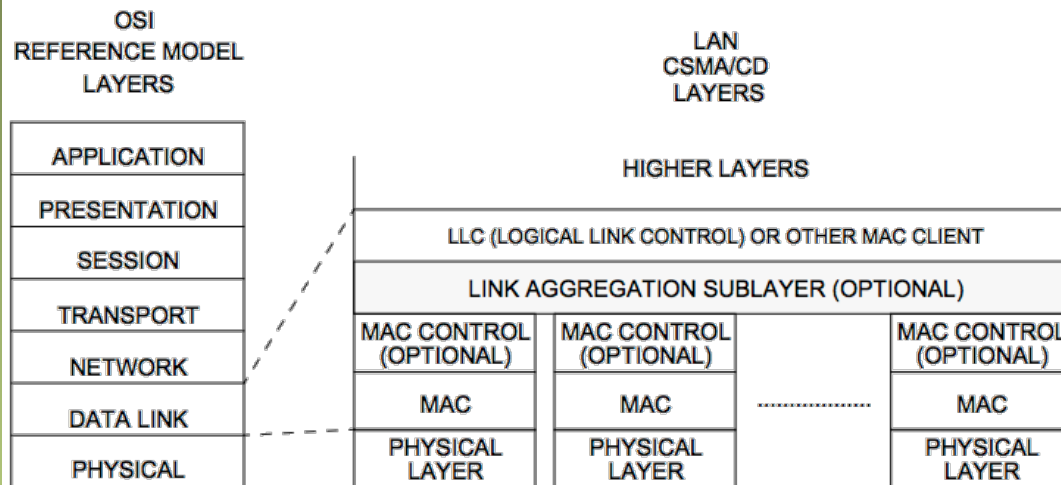 OSI
REFERENCE MODEL
LAYERS
APPLICATION
PRESENTATION
SESSION
TRANSPORT
NETWORK
DATA LINK
PHYSICAL
LAN
CSMA/CD
LAYERS
HIGHER LAYERS
LLC (LOGICAL LINK CONTROL) OR OTHER MAC CLIENT
LINK AGGREGATION SUBLAYER (OPTIONAL)
MAC CONTROL
(OPTIONAL)
MAC
PHYSICAL
LAYER
MAC CONTROL
(OPTIONAL)
MAC
PHYSICAL
LAYER
MAC CONTROL
(OPTIONAL)
MAC
PHYSICAL
LAYER